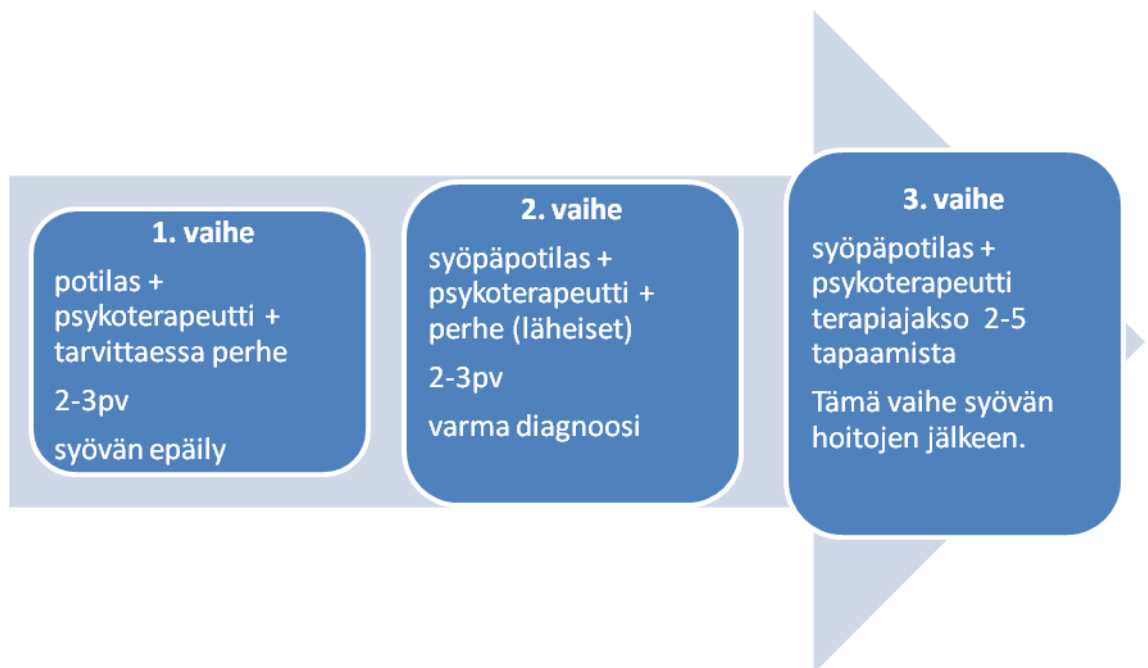 1. vaihe
potilas +
psykoterapeutti +
tarvittaessa perhe
2-3pv
syövän epäily
2. vaihe
syöpäpotilas +
psykoterapeutti +
perhe (läheiset)
2-3pv
varma diagnoosi
3. vaihe
syöpäpotilas +
psykoterapeutti
terapiajakso 2-5
tapaamista
Tämä vaihe syövän
hoitojen jälkeen.